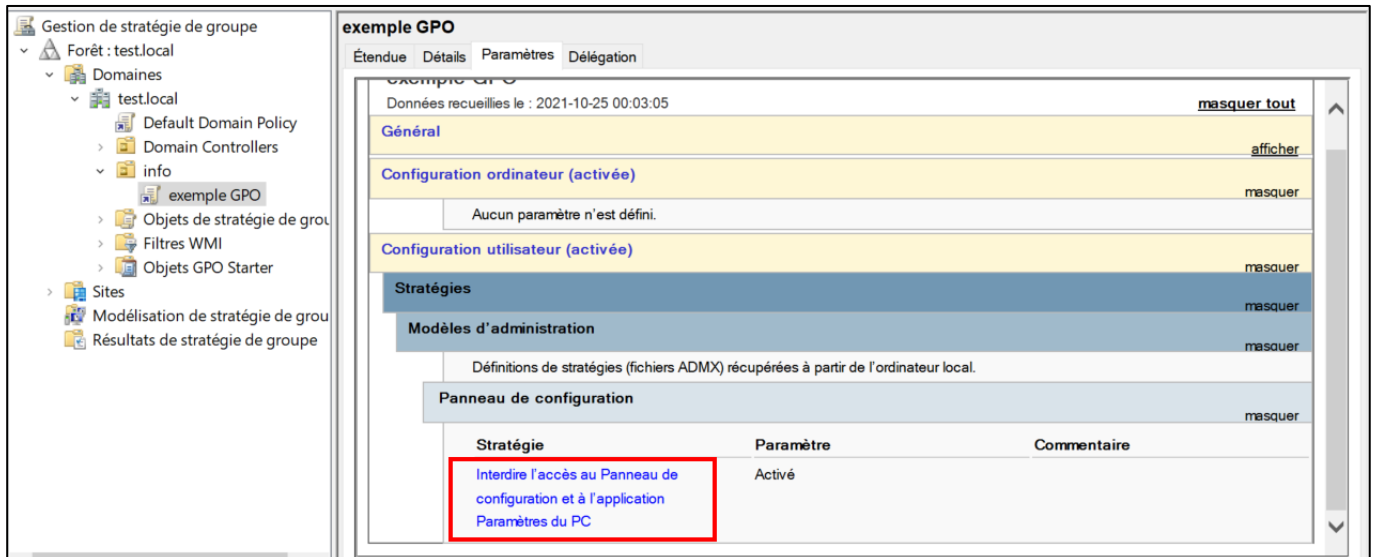 Gestion de stratégie de groupe
Forêt : test.local
Domaines
test.local
Default Domain Policy
Domain Controllers
info
exemple GPO
Objets de stratégie de grou
Filtres WMI
Objets GPO Starter
Sites
Modélisation de stratégie de grou
Résultats de stratégie de groupe
exemple GPO
Étendue Détails Paramètres Délégation
exemple GPO
Données recueillies le : 2021-10-25 00:03:05 masquer tout
Général
afficher
Configuration ordinateur (activée)
masquer
Aucun paramètre n'est défini.
Configuration utilisateur (activée)
masquer
Stratégies
masquer
Modèles d'administration
masquer
Définitions de stratégies (fichiers ADMX) récupérées à partir de l'ordinateur local.
Panneau de configuration
masquer
Stratégie Paramètre Commentaire
Interdire l'accès au Panneau de Activé
configuration et à l'application
Paramètres du PC